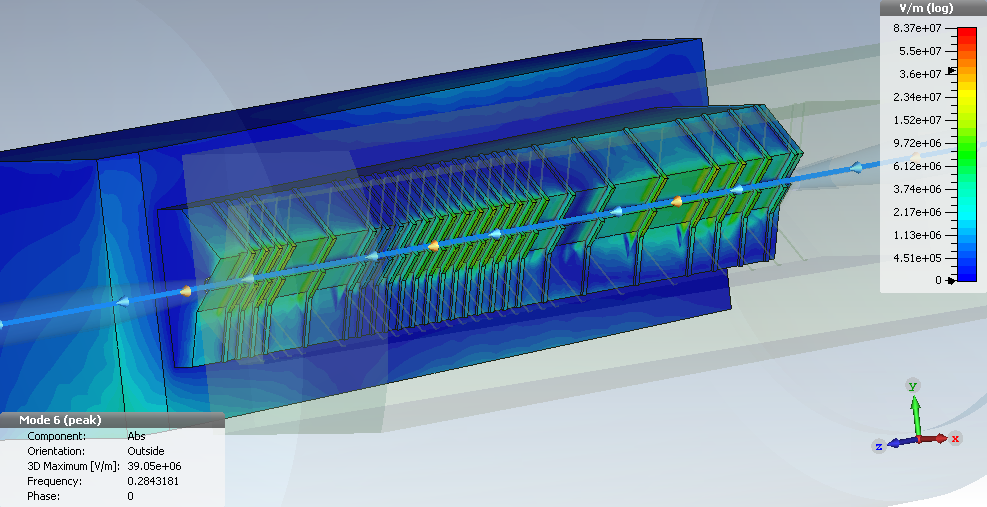 V/m (log)
8.37e+07
5.5e+07
3.6e+07
2.34e+07
1.52e+07
9.72e+06
6.12e+06
3.74e+06
2.17e+06
1.13e+06
4.51e+05
0
y
z
x
Mode 6 (peak)
Component: Abs
Orientation: Outside
3D Maximum [V/m]: 39.05e+06
Frequency: 0.2843181
Phase: 0